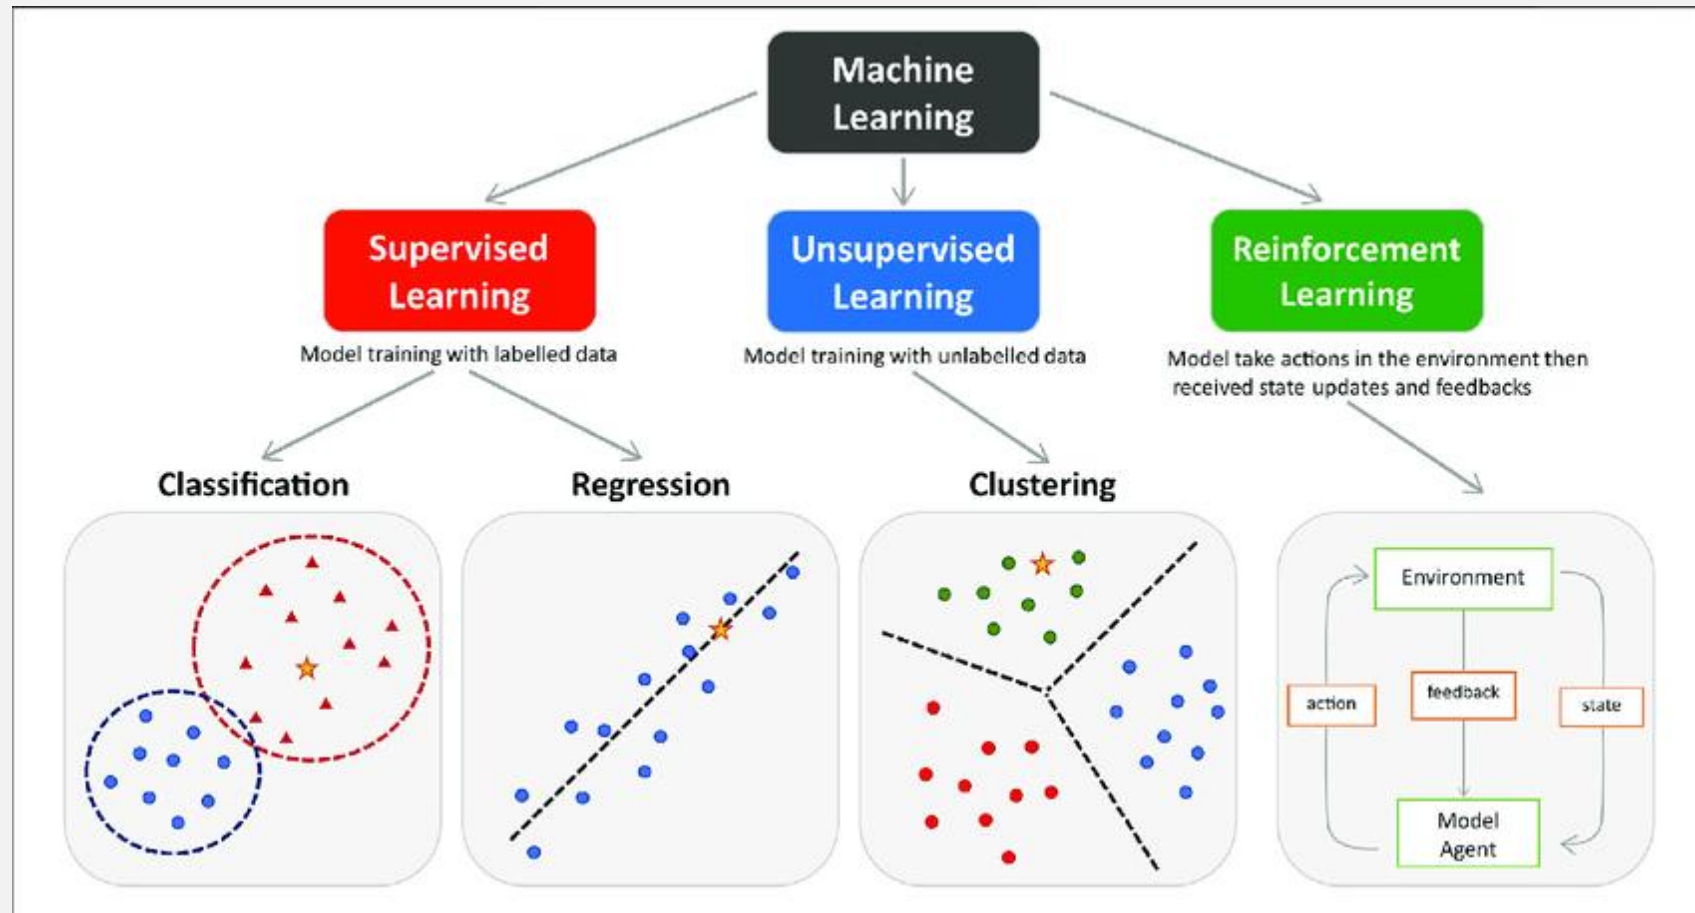 Machine
Learning
Supervised
Learning
Unsupervised
Learning
Reinforcement
Learning
Model training with labelled data
Model training with unlabelled data
Model take actions in the environment then
received state updates and feedbacks
Classification
Regression
Clustering
Environment
action
feedback
state
Model
Agent